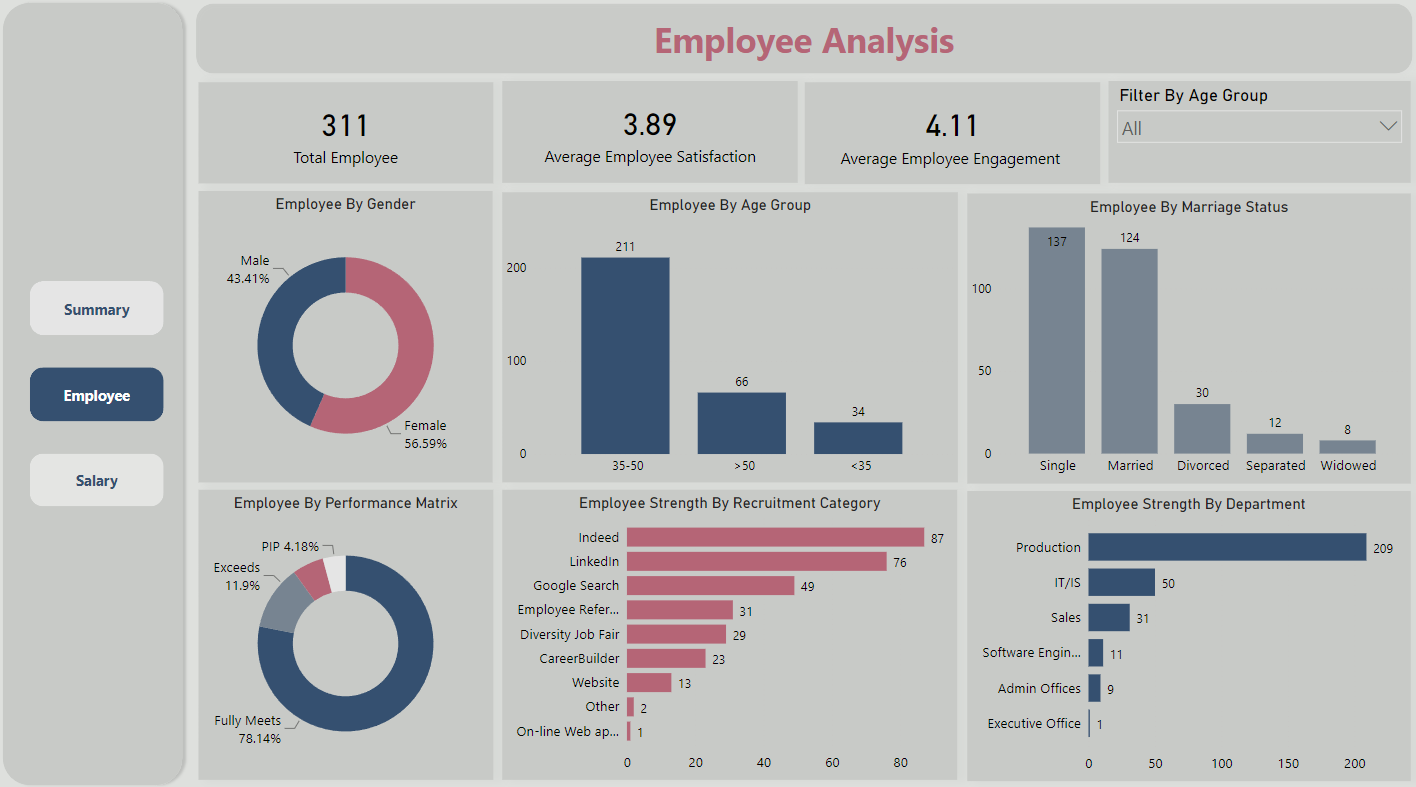 Employee Analysis
Summary
Employee
Salary
311
Total Employee
3.89
Average Employee Satisfaction
4.11
Average Employee Engagement
Filter By Age Group
All
Employee By Gender
Male
43.41%
Female
56.59%
Employee By Age Group
200
100
0
211
66
34
35-50
>50
<35
Employee By Marriage Status
100
50
0
137
124
30
12
8
Single
Married
Divorced
Separated
Widowed
Employee By Performance Matrix
PIP 4.18%
Exceeds
11.9%
Fully Meets
78.14%
Employee Strength By Recruitment Category
Indeed 87
LinkedIn 76
Google Search 49
Employee Refer... 31
Diversity Job Fair 29
CareerBuilder 23
Website 13
Other 2
On-line Web ap... 1
0 20 40 60 80
Employee Strength By Department
Production 209
IT/IS 50
Sales 31
Software Engin... 11
Admin Offices 9
Executive Office 1
0 50 100 150 200